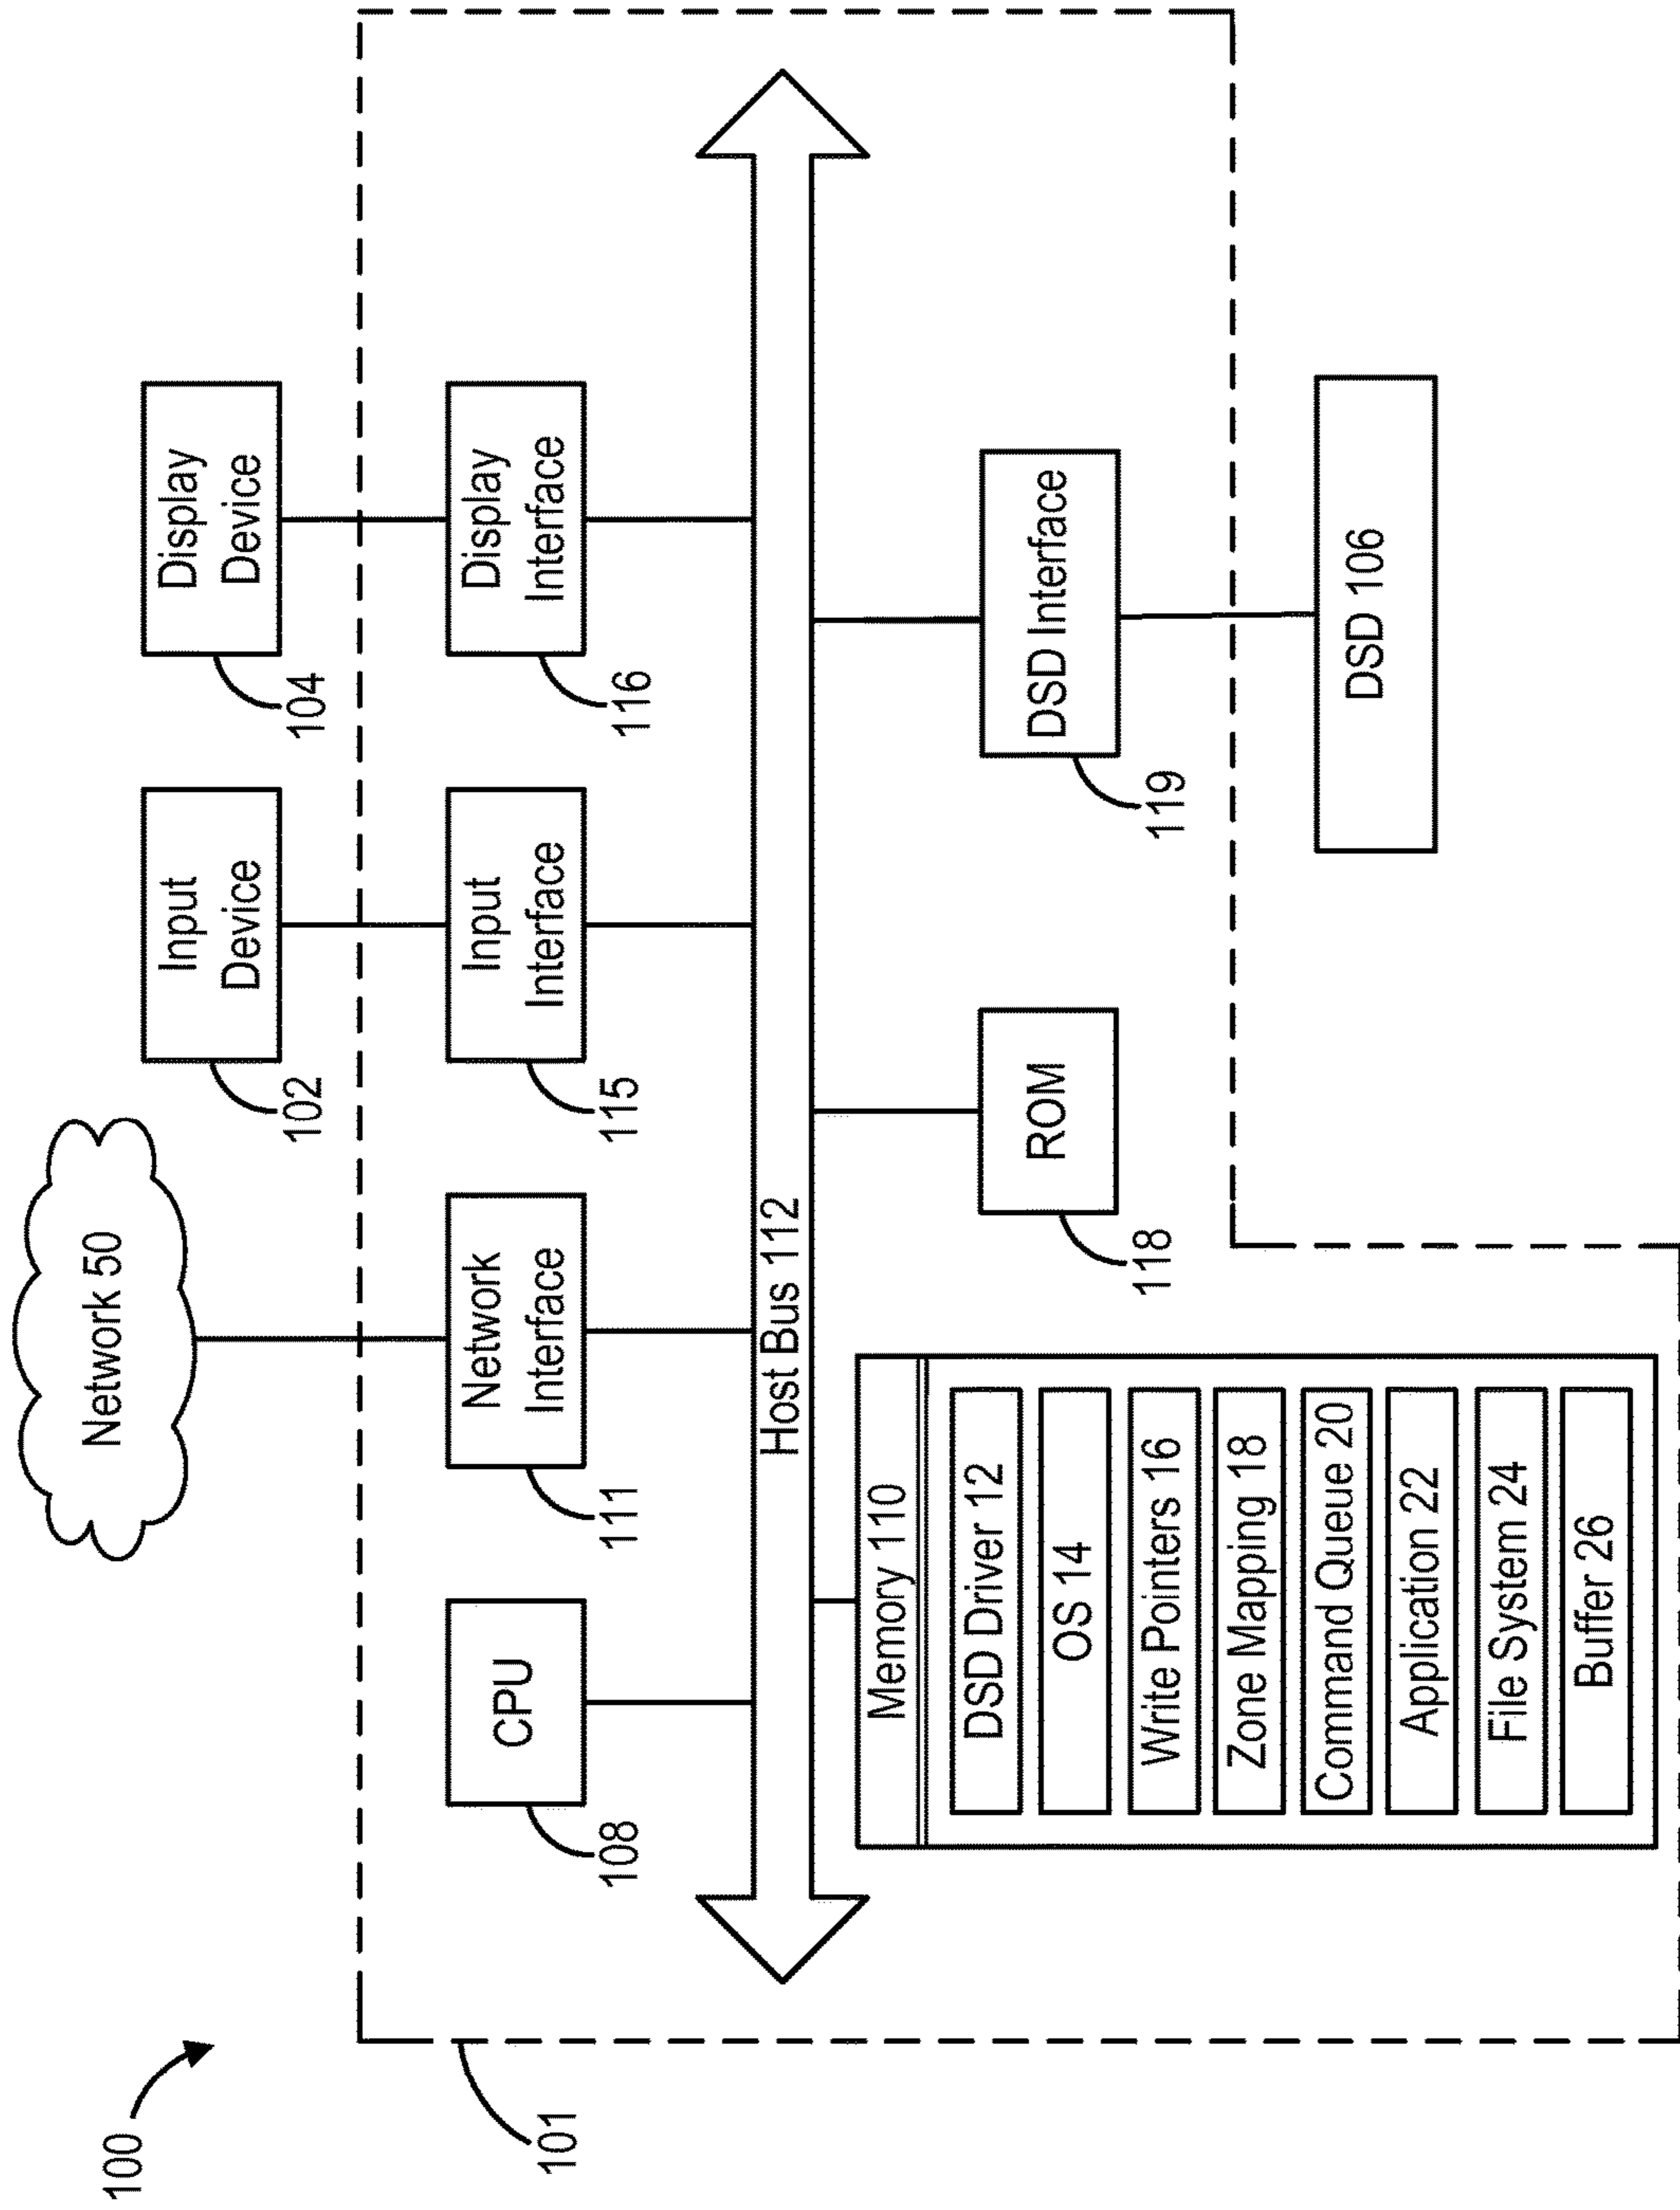 100
101
Network 50
Input
Device
102
Display
Device
104
CPU
108
Network
Interface
111
Input
Interface
115
Display
Interface
116
Host Bus 112
Memory 110
DSD Driver 12
OS 14
Write Pointers 16
Zone Mapping 18
Command Queue 20
Application 22
File System 24
Buffer 26
ROM
118
DSD Interface
119
DSD 106